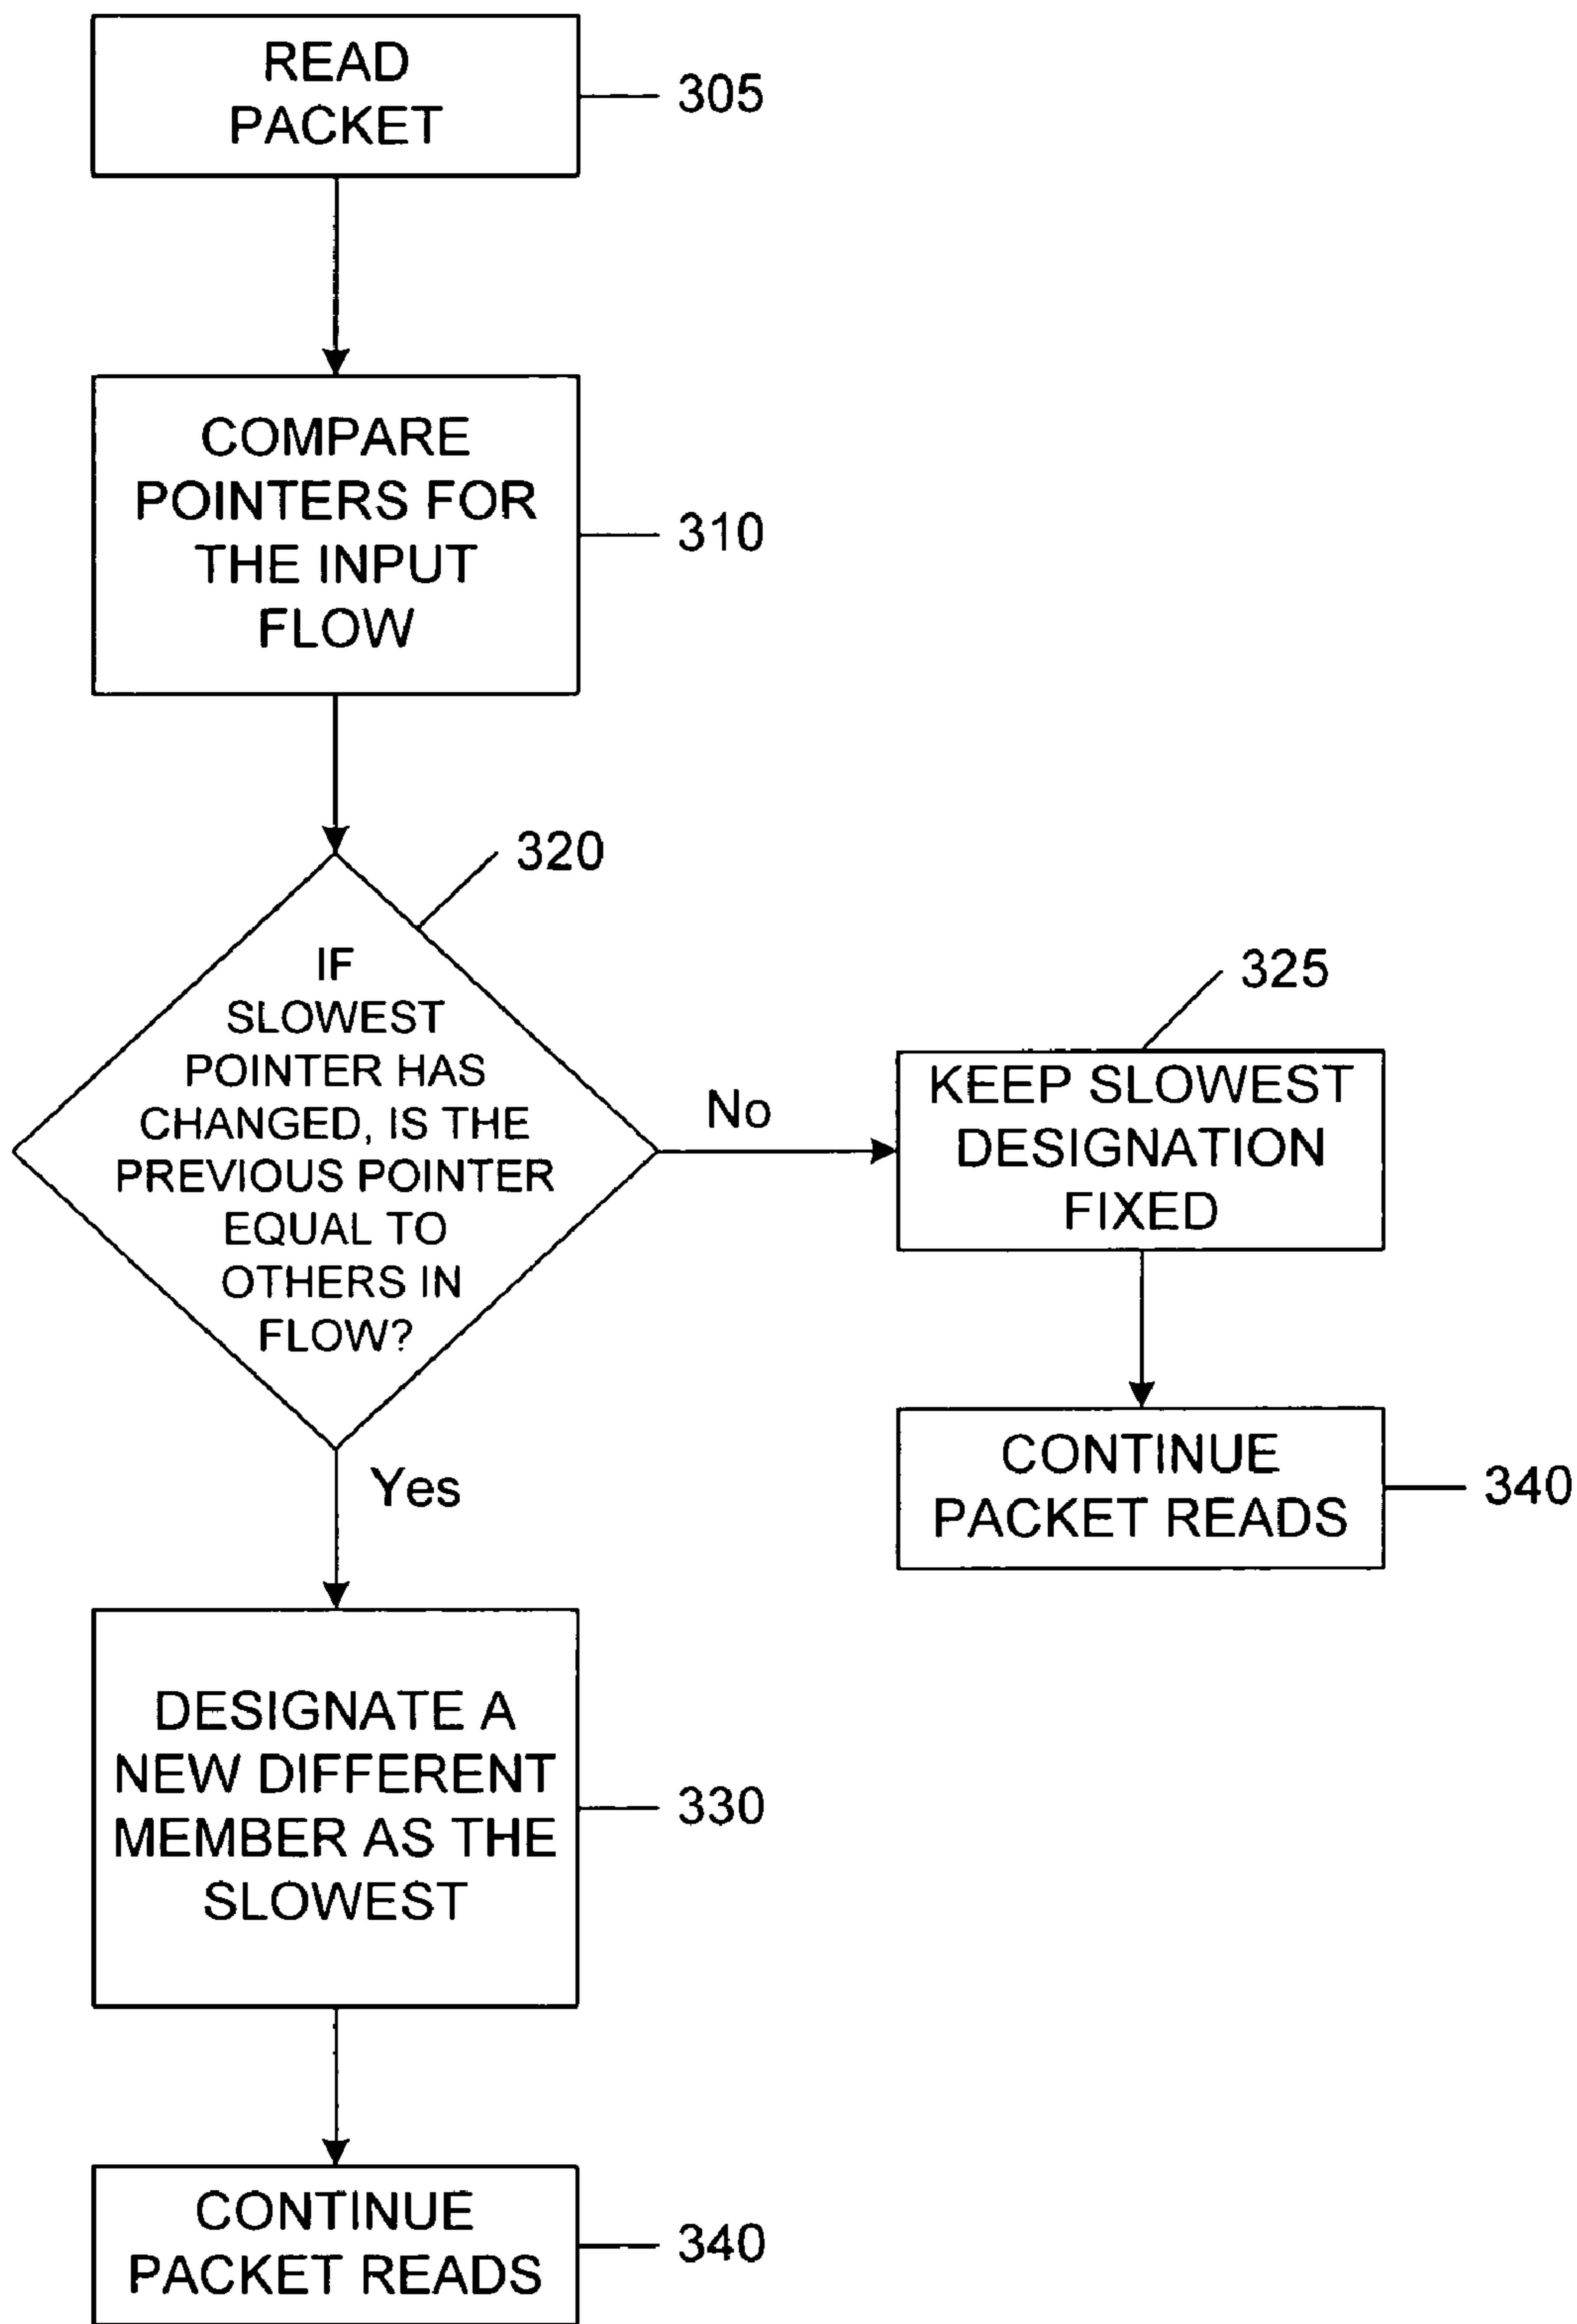 READ
PACKET
305
COMPARE
POINTERS FOR
THE INPUT
FLOW
310
320
IF
SLOWEST
POINTER HAS
CHANGED, IS THE
PREVIOUS POINTER
EQUAL TO
OTHERS IN
FLOW?
No
325
KEEP SLOWEST
DESIGNATION
FIXED
CONTINUE
PACKET READS
340
Yes
DESIGNATE A
NEW DIFFERENT
MEMBER AS THE
SLOWEST
330
CONTINUE
PACKET READS
340